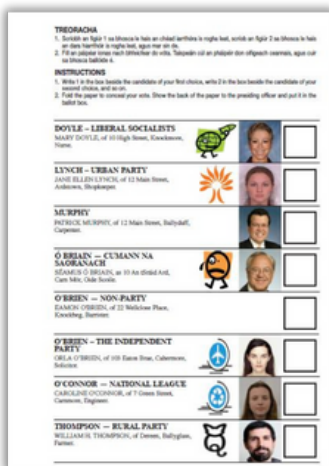 TREORACHA
1. Scríobh an figiúr 1 sa bhosca le hais an chéad iarrthóra is rogha leat, scríobh an figiúr 2 sa bhosca le hais
an dara hiarrthóir is rogha leat, agus mar sin de.
2. Fill an páipéar ionas nach bhfeicfear do vóta. Taispeáin cúl an pháipéir don oifigeach ceannais, agus cuir
sa bhosca ballóide é.
INSTRUCTIONS
1. Write 1 in the box beside the candidate of your first choice, write 2 in the box beside the candidate of your
second choice, and so on.
2. Fold the paper to conceal your vote. Show the back of the paper to the presiding officer and put it in the
ballot box.
DOYLE – LIBERAL SOCIALISTS
MARY DOYLE, of 10 High Street, Knockmore,
Nurse.
LYNCH – URBAN PARTY
JANE ELLEN LYNCH, of 12 Main Street,
Ardmore, Shopkeeper.
MURPHY
PATRICK MURPHY, of 12 Main Street, Ballyduff,
Carpenter.
Ó BRIAIN — CUMANN NA
SAORÁNACH
SÉAMUS Ó BRIAIN, as 10 An tSráid Ard,
Carn Mór, Oide Scoile.
O'BRIEN — NON-PARTY
EAMON O'BRIEN, of 22 Wellclose Place,
Knockbeg, Barrister.
O'BRIEN – THE INDEPENDENT
PARTY
ORLA O'BRIEN, of 103 Eaton Brae, Cahermore,
Solicitor.
O'CONNOR — NATIONAL LEAGUE
CAROLINE O'CONNOR, of 7 Green Street,
Carnmore, Engineer.
THOMPSON — RURAL PARTY
WILLIAM H. THOMPSON, of Dereen, Ballyglass,
Farmer.